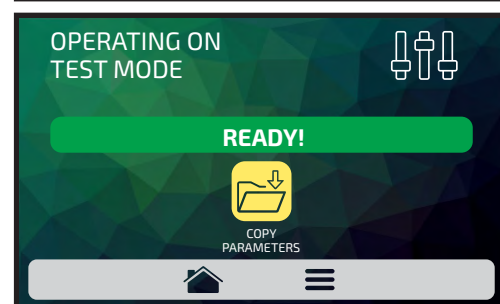 OPERATING ON
TEST MODE
READY!
COPY
PARAMETERS